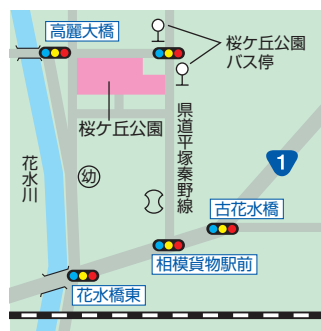 高麗大橋
桜ケ丘公園
バス停
桜ケ丘公園
県道平塚秦野線
花水川
幼
1
古花水橋
相模貨物駅前
花水橋東